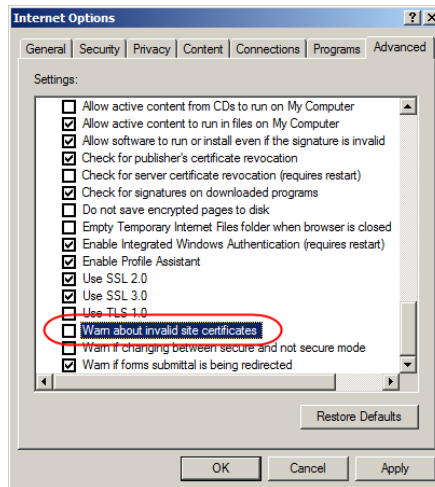 Internet Options
General Security Privacy Content Connections Programs Advanced
Settings:
Allow active content from CDs to run on My Computer
Allow active content to run in files on My Computer
Allow software to run or install even if the signature is invalid
Check for publisher's certificate revocation
Check for server certificate revocation (requires restart)
Check for signatures on downloaded programs
Do not save encrypted pages to disk
Empty Temporary Internet Files folder when browser is closed
Enable Integrated Windows Authentication (requires restart)
Enable Profile Assistant
Use SSL 2.0
Use SSL 3.0
Use TLS 1.0
Warn about invalid site certificates
Warn if changing between secure and not secure mode
Warn if forms submittal is being redirected
Restore Defaults
OK Cancel Apply